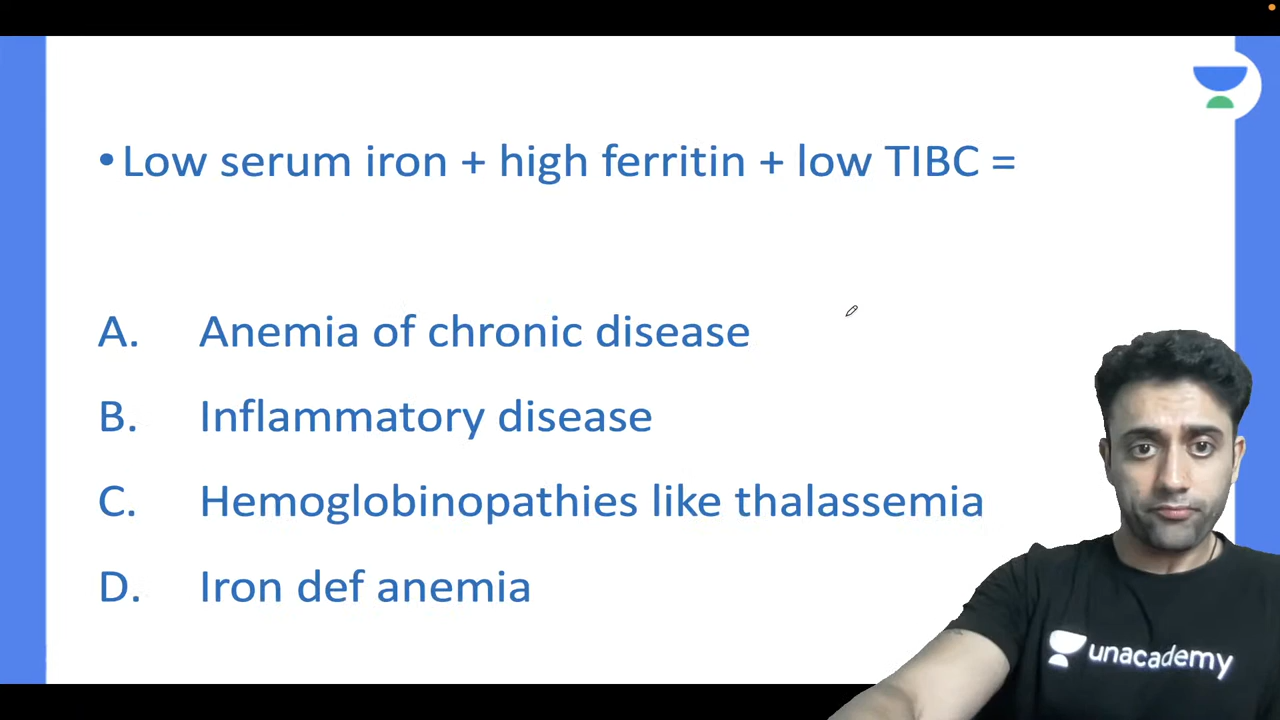 •Low serum iron + high ferritin + low TIBC =
A. Anemia of chronic disease
B. Inflammatory disease
C. Hemoglobinopathies like thalassemia
D. Iron def anemia
unacademy